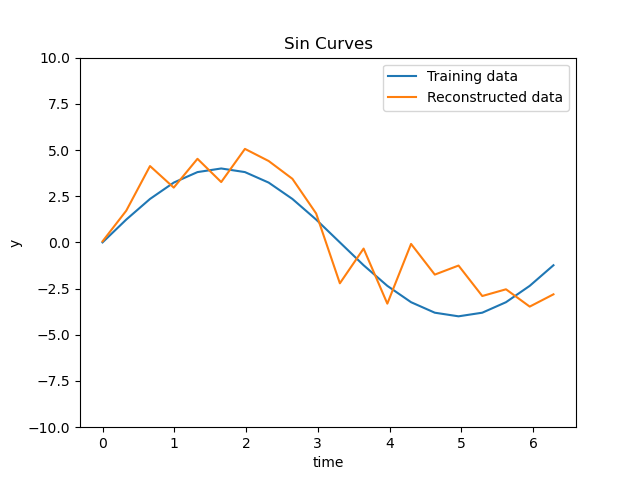 Sin Curves
Training data
Reconstructed data
10.0
7.5
5.0
2.5
0.0
−2.5
−5.0
−7.5
−10.0
y
0 1 2 3 4 5 6
time